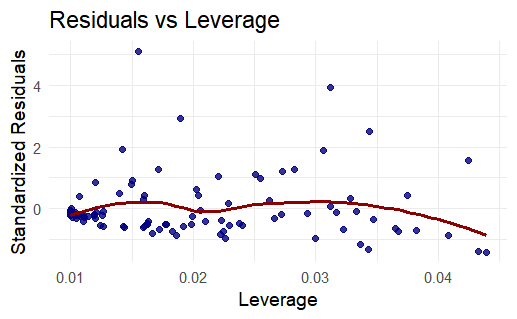 Residuals vs Leverage
Standardized Residuals
4
2
0
0.01 0.02 0.03 0.04
Leverage